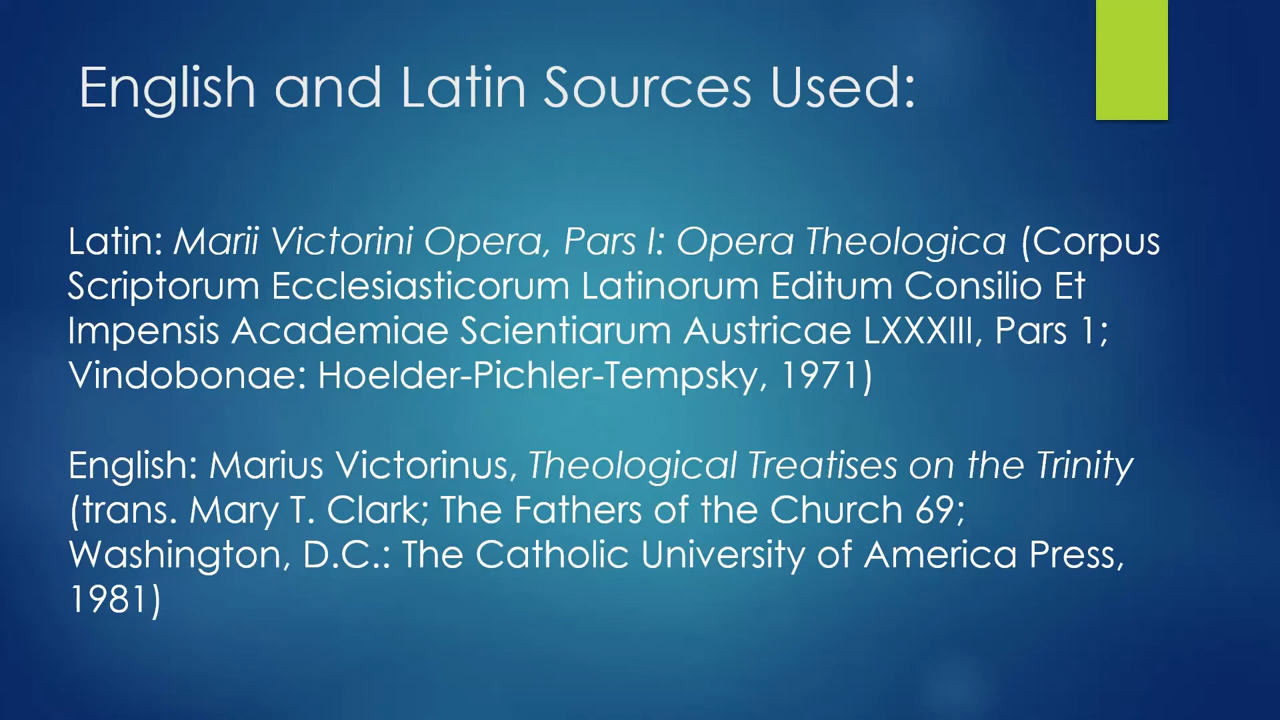 English and Latin Sources Used:
Latin: Marii Victorini Opera, Pars I: Opera Theologica (Corpus
Scriptorum Ecclesiasticorum Latinorum Editum Consilio Et
Impensis Academiae Scientiarum Austricae LXXXIII, Pars 1;
Vindobonae: Hoelder-Pichler-Tempsky, 1971)
English: Marius Victorinus, Theological Treatises on the Trinity
(trans. Mary T. Clark; The Fathers of the Church 69;
Washington, D.C.: The Catholic University of America Press,
1981)